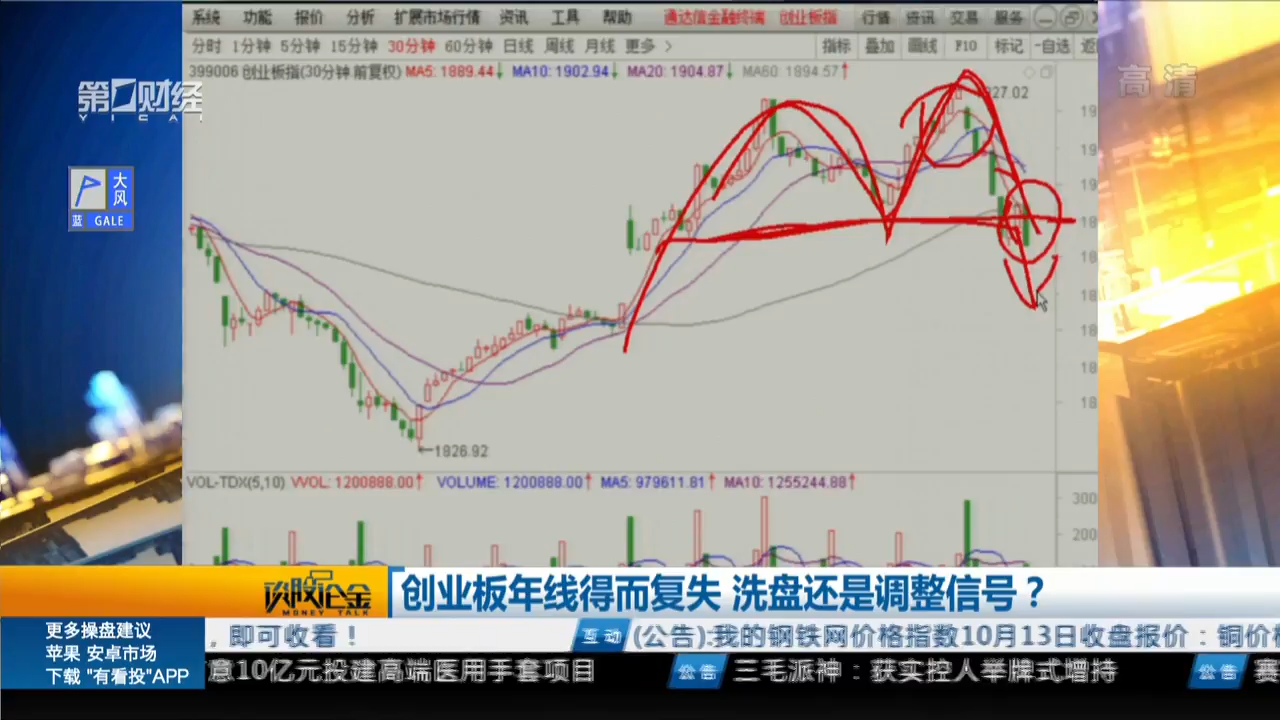 系统 功能 报价 分析 扩展市场行情 资讯 工具 帮助 通达信金融终端 创业板指 行情 资讯 交易 服务
分时 1分钟 5分钟 15分钟 30分钟 60分钟 日线 周线 月线 更多 > 指标 叠加 画线 F10 标记 -自选
399006 创业板指(30分钟 前复权) MA5: 1889.44↓ MA10: 1902.94↓ MA20: 1904.87↓ MA60: 1894.57↑
第1财经
YICAI
高清
大风
蓝 GALE
27.02
←1826.92
VOL-TDX(5,10) VVOL: 1200888.00↑ VOLUME: 1200888.00↑ MA5: 979611.81↑ MA10: 1255244.88↑
300
200
谈股论金
MONEY TALK
创业板年线得而复失 洗盘还是调整信号？
更多操盘建议
苹果 安卓市场
下载 "有看投"APP
，即可收看！ 互动 (公告):我的钢铁网价格指数10月13日收盘报价：铜价
意10亿元投建高端医用手套项目 公告 三毛派神：获实控人举牌式增持 公告 赛